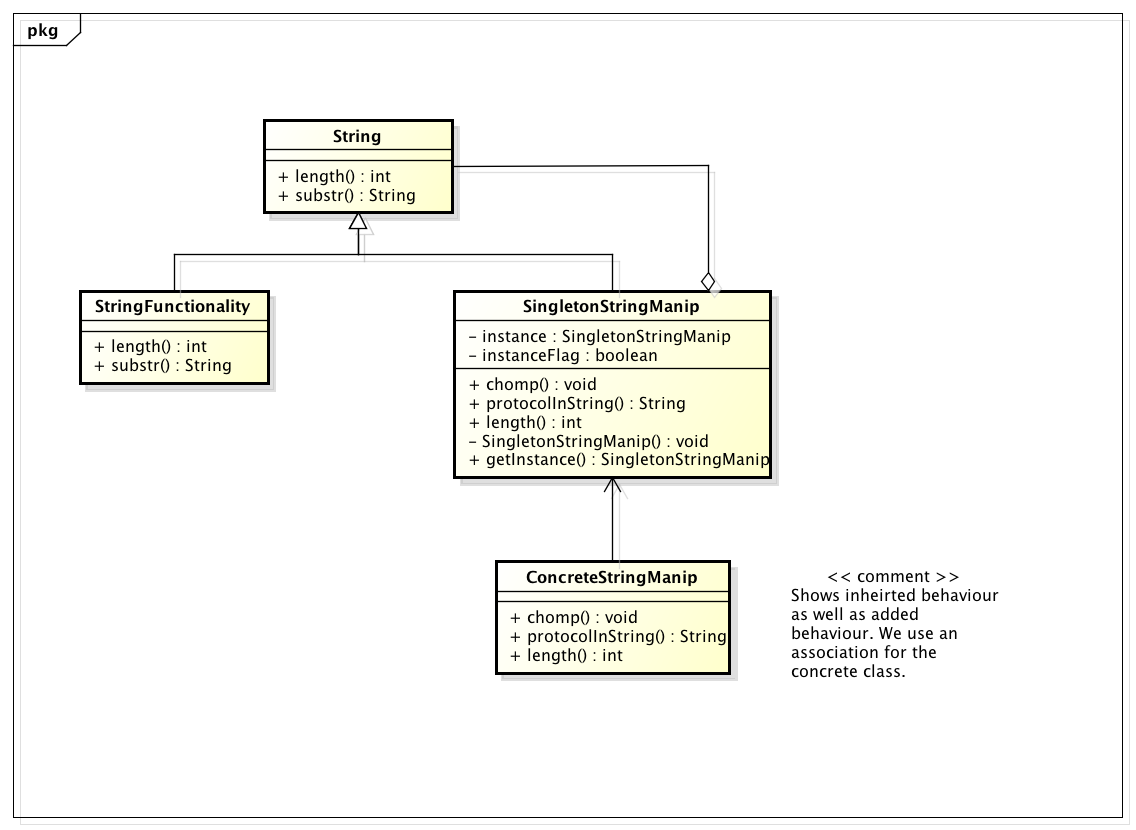 pkg
String
+ length() : int
+ substr() : String
StringFunctionality
+ length() : int
+ substr() : String
SingletonStringManip
– instance : SingletonStringManip
– instanceFlag : boolean
+ chomp() : void
+ protocolInString() : String
+ length() : int
– SingletonStringManip() : void
+ getInstance() : SingletonStringManip
ConcreteStringManip
+ chomp() : void
+ protocolInString() : String
+ length() : int
<< comment >>
Shows inheirted behaviour
as well as added
behaviour. We use an
association for the
concrete class.